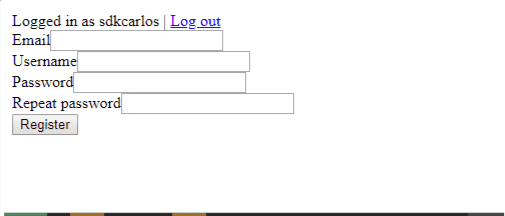 Logged in as sdkcarlos | Log out
Email
Username
Password
Repeat password
Register